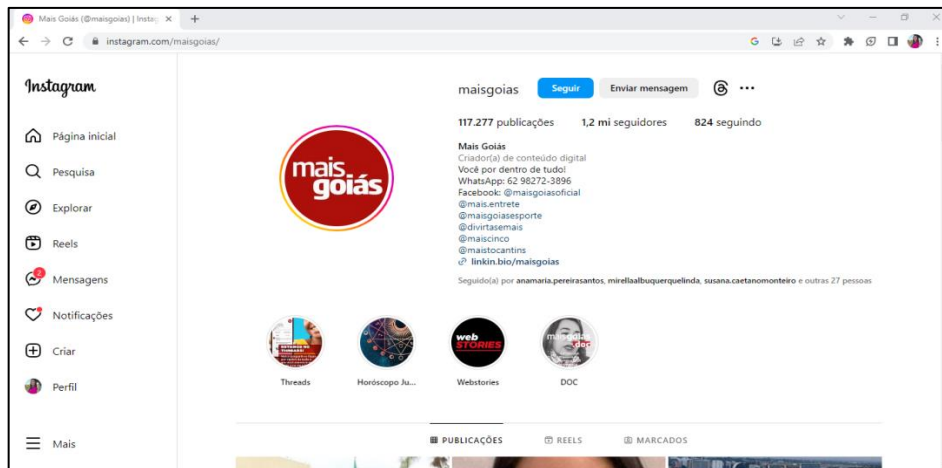 Mais Goiás (@maisgoias) | Instag
instagram.com/maisgoias/
Instagram
Página inicial
Pesquisa
Explorar
Reels
2
Mensagens
Notificações
Criar
Perfil
Mais
mais
goiás
maisgoias Seguir Enviar mensagem
117.277 publicações 1,2 mi seguidores 824 seguindo
Mais Goiás
Criador(a) de conteúdo digital
Você por dentro de tudo!
WhatsApp: 62 98272-3896
Facebook: @maisgoiasoficial
@mais.entrete
@maisgoiasesporte
@divirtasemais
@maiscinco
@maistocantins
linkin.bio/maisgoias
Seguido(a) por anamaria.pereirasantos, mirellaalbuquerquelinda, susana.caetanomonteiro e outras 27 pessoas
web
STORIES
maisgoiás
.doc
Threads Horóscopo Ju... Webstories DOC
PUBLICAÇÕES REELS MARCADOS